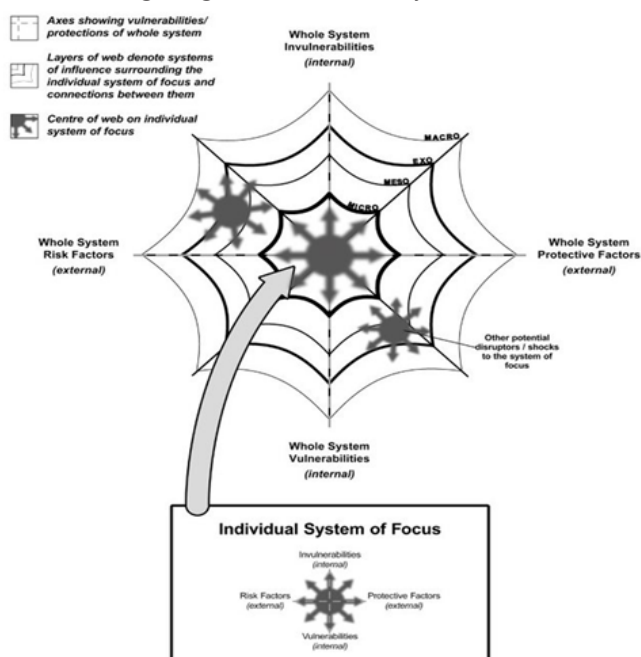 Axes showing vulnerabilities/
protections of whole system
Layers of web denote systems
of influence surrounding the
individual system of focus and
connections between them
Centre of web on individual
system of focus
Whole System
Invulnerabilities
(internal)
MACRO
EXO
MESO
MICRO
Whole System
Risk Factors
(external)
Whole System
Protective Factors
(external)
Other potential
disruptors / shocks
to the system of
focus
Whole System
Vulnerabilities
(internal)
Individual System of Focus
Invulnerabilities
(internal)
Risk Factors
(external)
Protective Factors
(external)
Vulnerabilities
(internal)